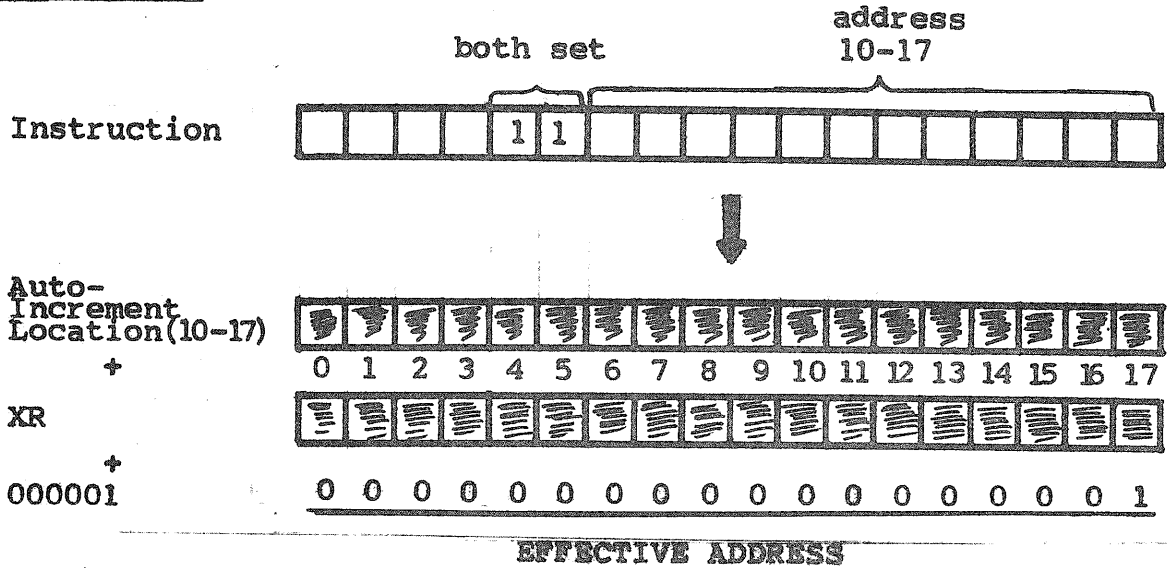 address
both set 10-17
Instruction 1 1
Auto-
Increment
Location(10-17)
+ 0 1 2 3 4 5 6 7 8 9 10 11 12 13 14 15 16 17
XR
+
000001 0 0 0 0 0 0 0 0 0 0 0 0 0 0 0 0 0 1
EFFECTIVE ADDRESS